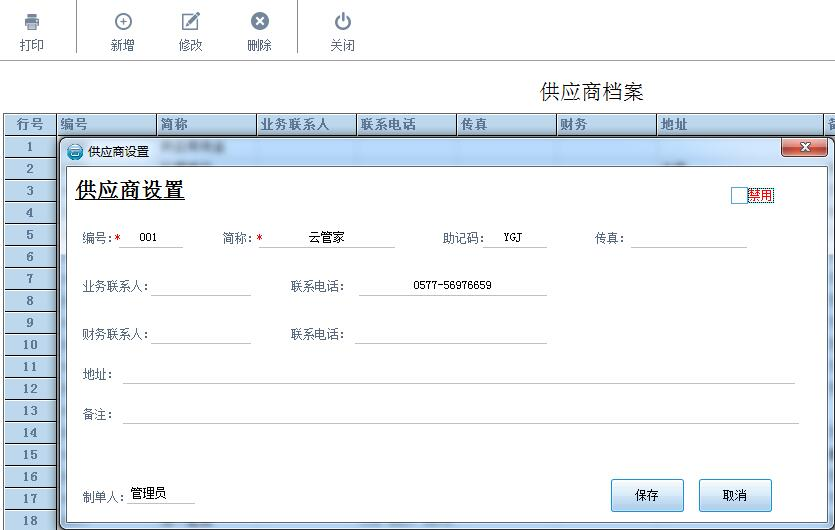 打印 新增 修改 删除 关闭
供应商档案
行号 编号 简称 业务联系人 联系电话 传真 财务 地址
1
2
3
4
5
6
7
8
9
10
11
12
13
14
15
16
17
18
供应商设置
供应商设置
禁用
编号:* 001 简称:* 云管家 助记码: YGJ 传真:
业务联系人: 联系电话: 0577-56976659
财务联系人: 联系电话:
地址:
备注:
制单人: 管理员 保存 取消